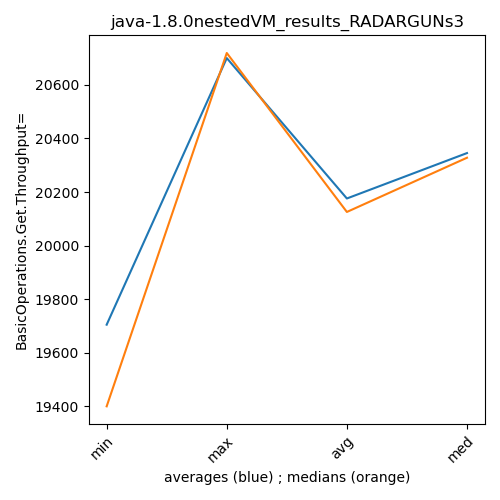 java-1.8.0nestedVM_results_RADARGUNs3
BasicOperations.Get.Throughput=
20600
20400
20200
20000
19800
19600
19400
min
max
avg
med
averages (blue) ; medians (orange)